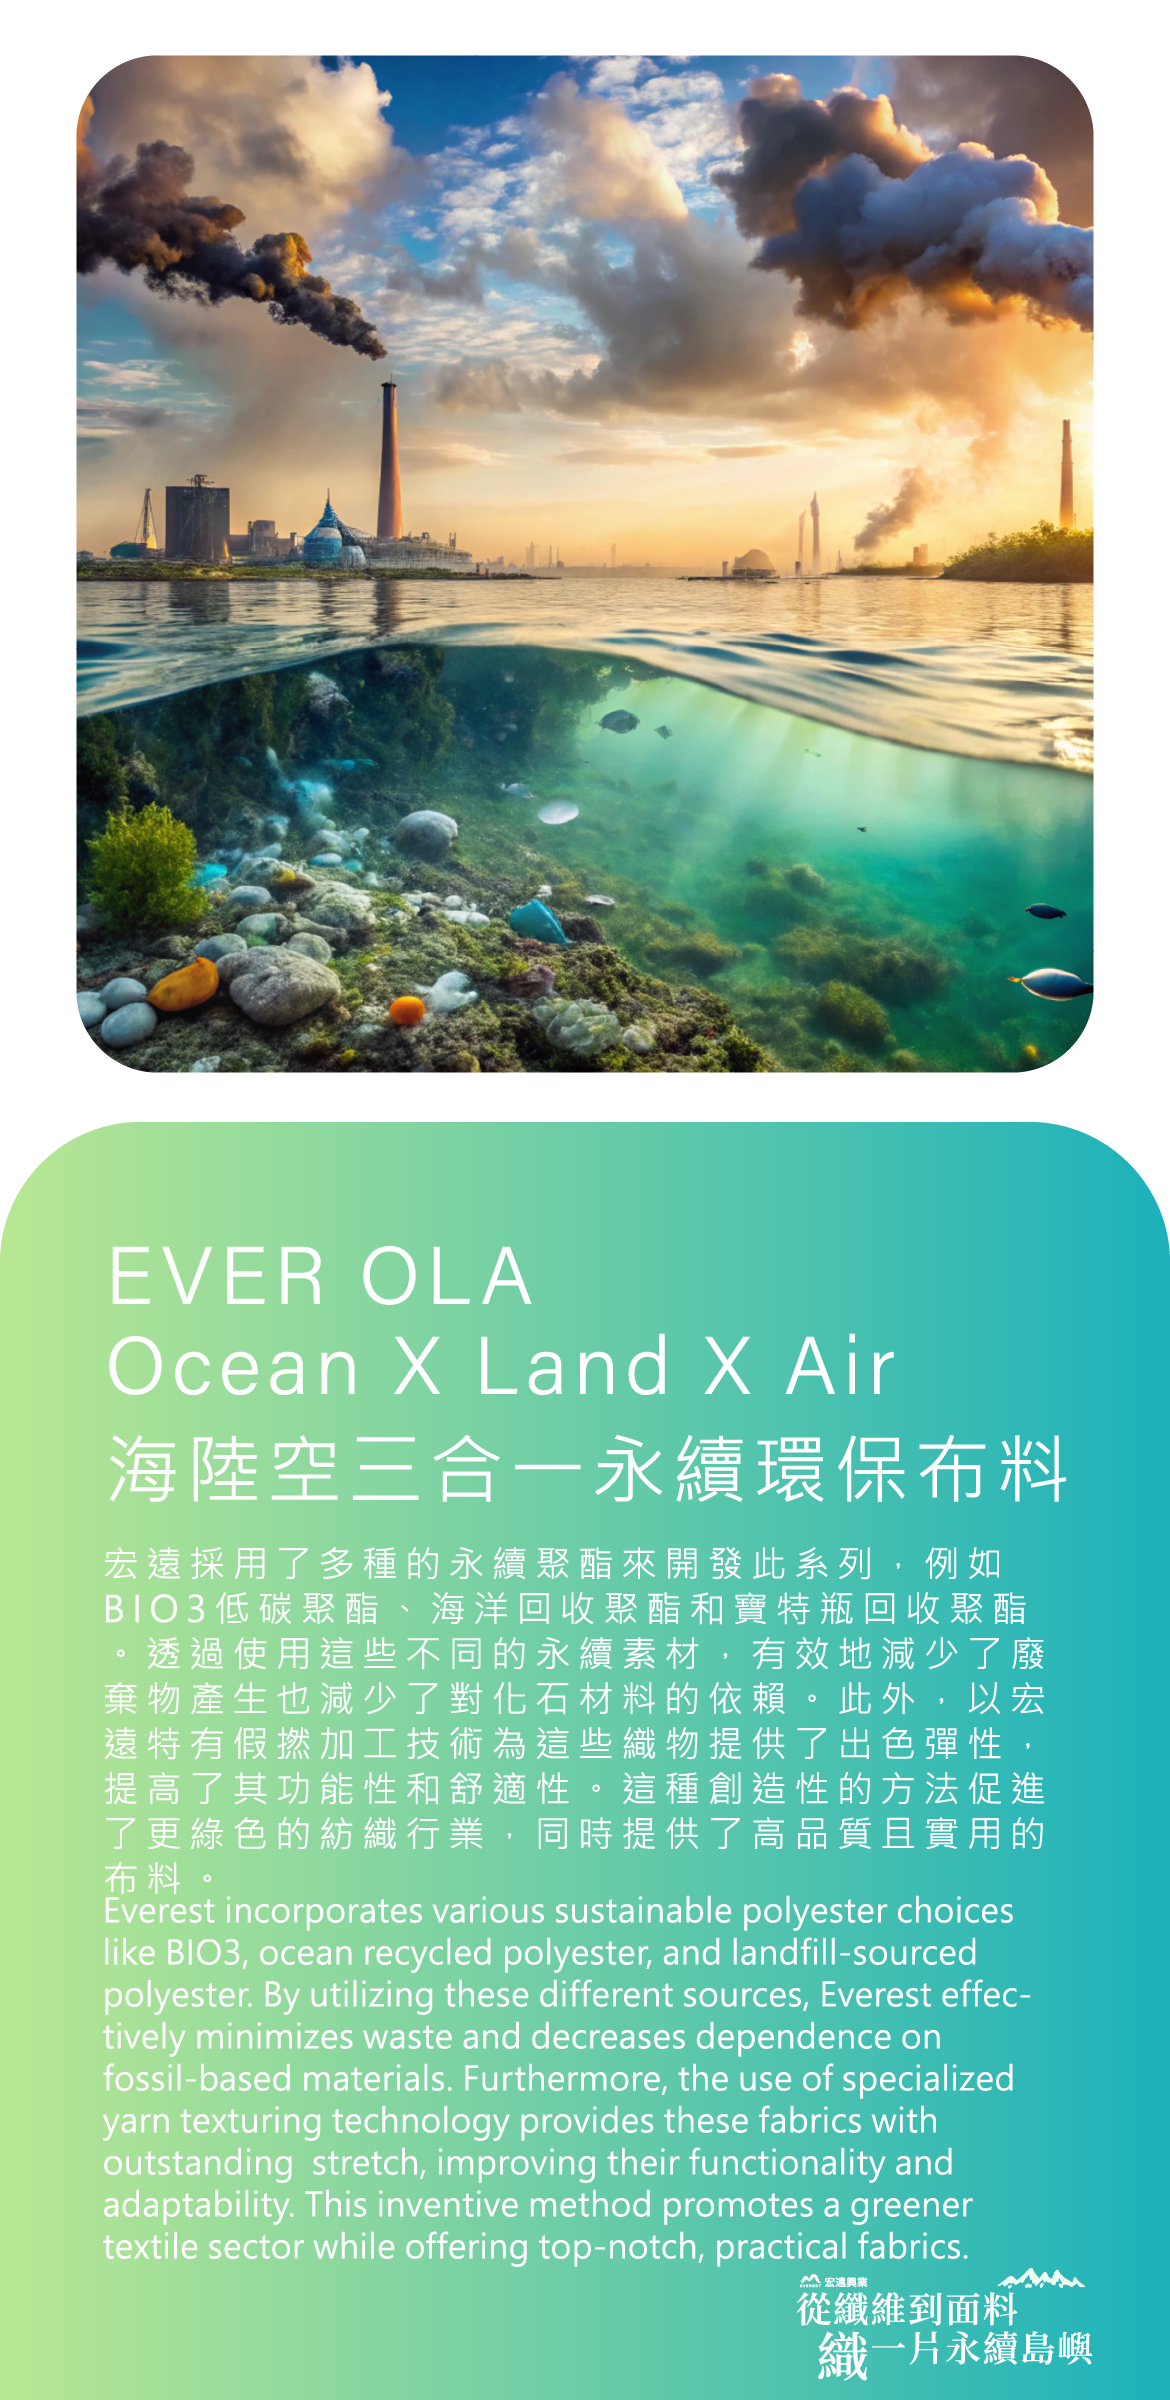 EVER OLA
Ocean X Land X Air
海陸空三合一永續環保布料
宏遠採用了多種的永續聚酯來開發此系列，例如
BIO3低碳聚酯、海洋回收聚酯和寶特瓶回收聚酯
。透過使用這些不同的永續素材，有效地減少了廢
棄物產生也減少了對化石材料的依賴。此外，以宏
遠特有假撚加工技術為這些織物提供了出色彈性，
提高了其功能性和舒適性。這種創造性的方法促進
了更綠色的紡織行業，同時提供了高品質且實用的
布料。
Everest incorporates various sustainable polyester choices
like BIO3, ocean recycled polyester, and landfill-sourced
polyester. By utilizing these different sources, Everest effec-
tively minimizes waste and decreases dependence on
fossil-based materials. Furthermore, the use of specialized
yarn texturing technology provides these fabrics with
outstanding  stretch, improving their functionality and
adaptability. This inventive method promotes a greener
textile sector while offering top-notch, practical fabrics.
EVEREST 宏遠興業
從纖維到面料
織一片永續島嶼